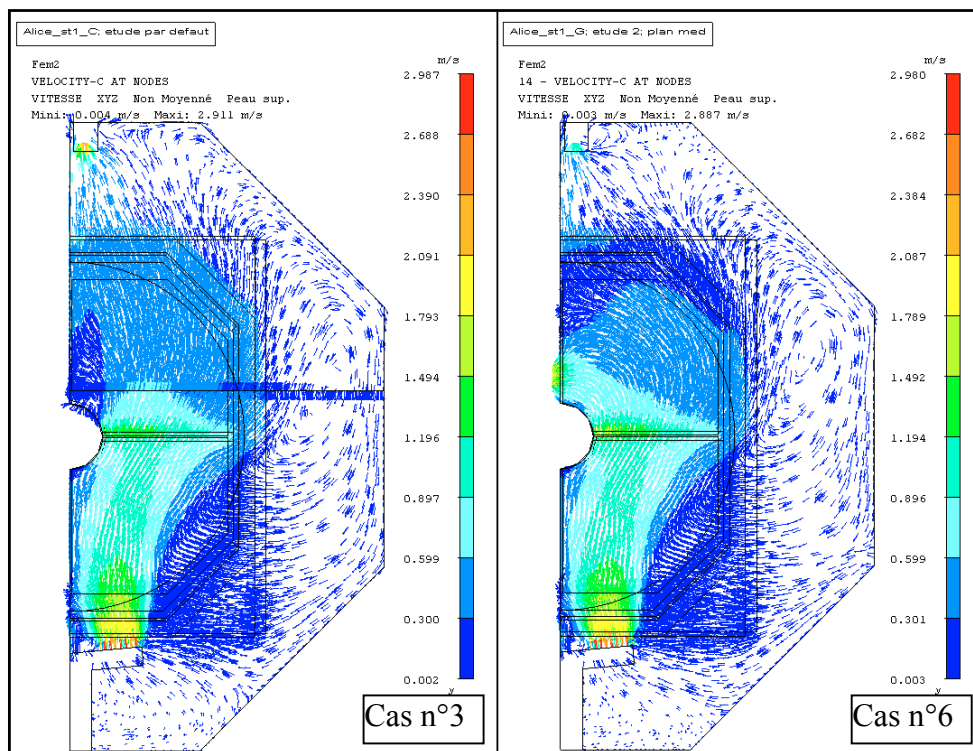 Alice_st1_C; etude par defaut
Fem2
VELOCITY-C AT NODES
VITESSE XYZ Non Moyenné Peau sup.
Mini: 0.004 m/s Maxi: 2.911 m/s
m/s
2.987
2.688
2.390
2.091
1.793
1.494
1.196
0.897
0.599
0.300
0.002
y
Cas n°3
Alice_st1_G; etude 2; plan med
Fem2
14 - VELOCITY-C AT NODES
VITESSE XYZ Non Moyenné Peau sup.
Mini: 0.003 m/s Maxi: 2.887 m/s
m/s
2.980
2.682
2.384
2.087
1.789
1.492
1.194
0.896
0.599
0.301
0.003
y
Cas n°6